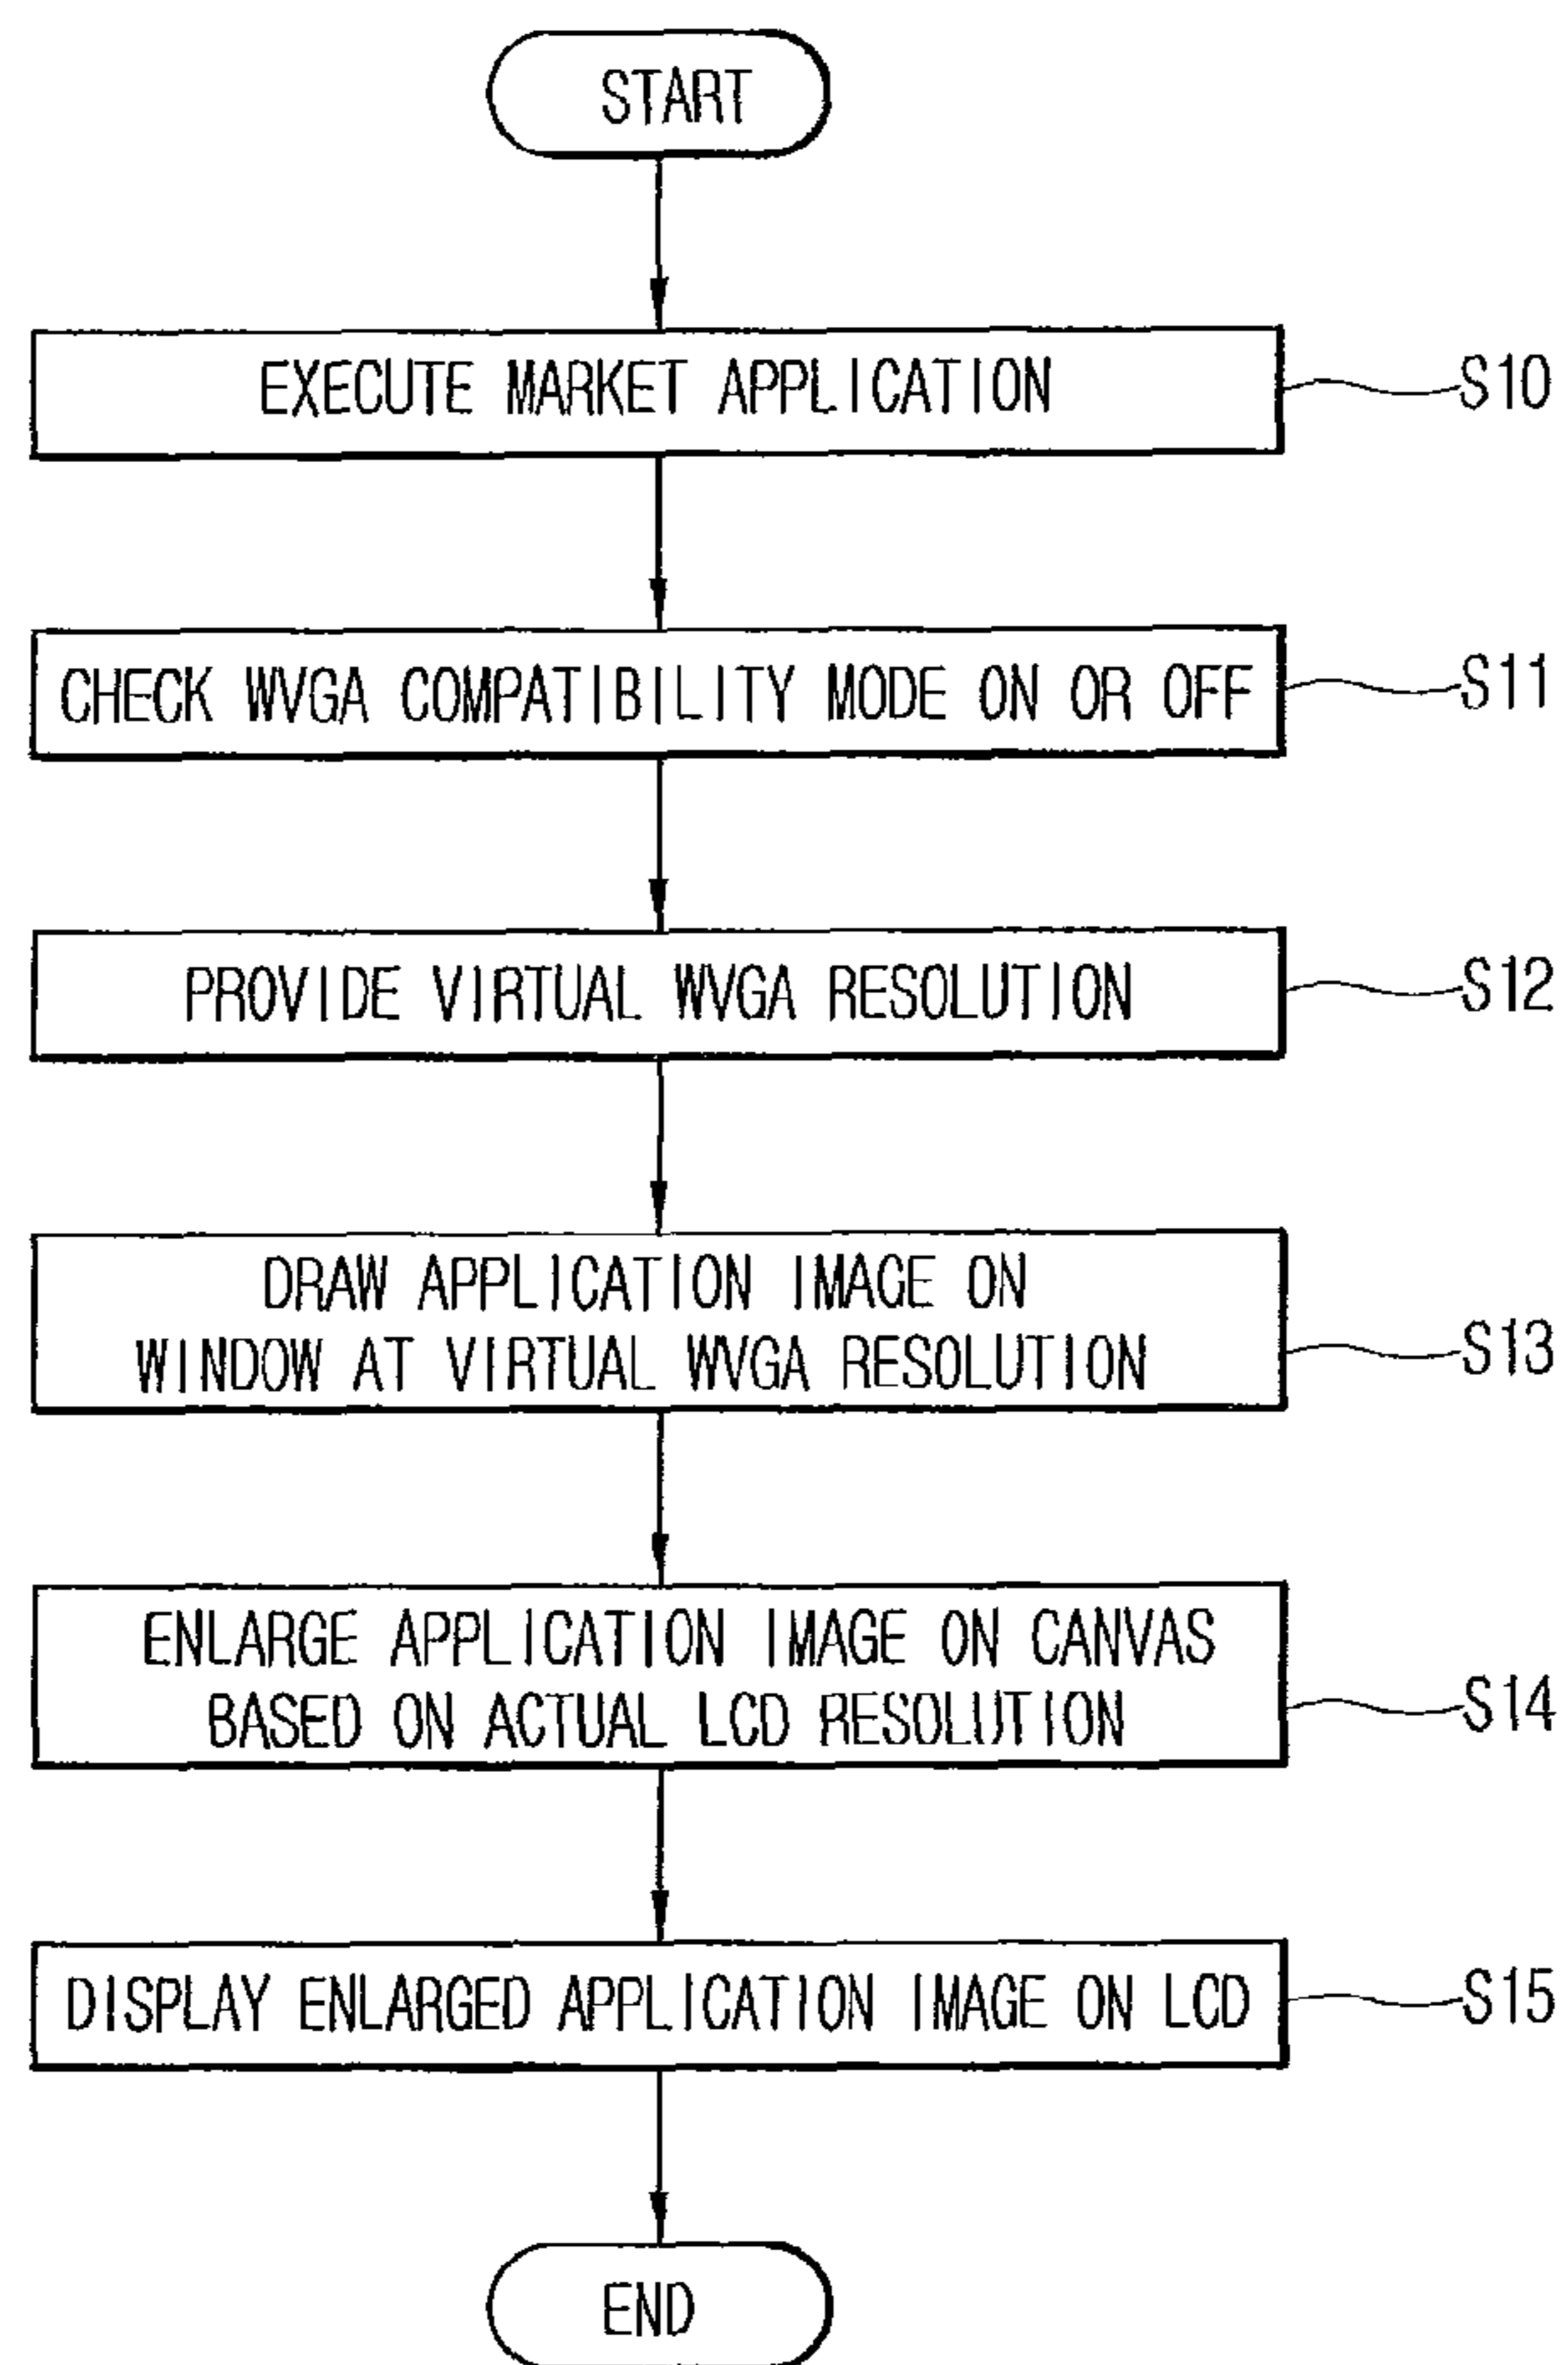 START
EXECUTE MARKET APPLICATION
S10
CHECK WVGA COMPATIBILITY MODE ON OR OFF
S11
PROVIDE VIRTUAL WVGA RESOLUTION
S12
DRAW APPLICATION IMAGE ON
WINDOW AT VIRTUAL WVGA RESOLUTION
S13
ENLARGE APPLICATION IMAGE ON CANVAS
BASED ON ACTUAL LCD RESOLUTION
S14
DISPLAY ENLARGED APPLICATION IMAGE ON LCD
S15
END